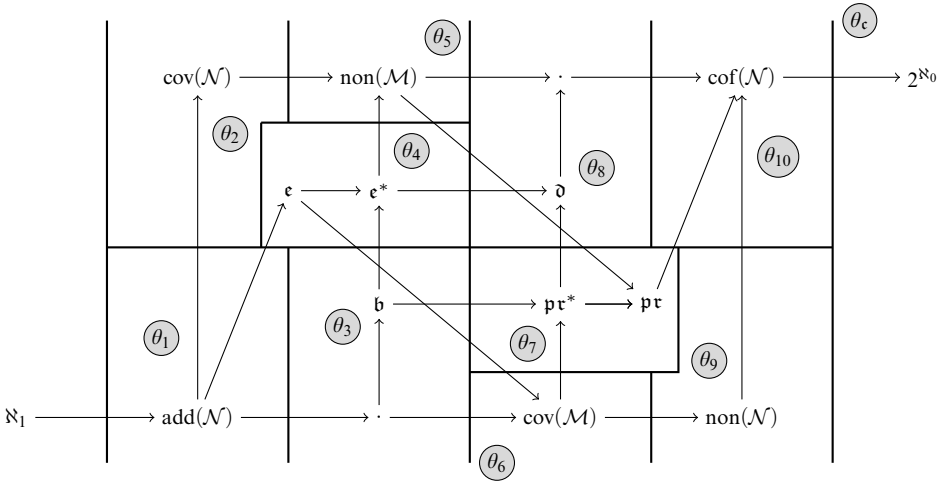 θ₅ θ𝔠
cov(𝒩) non(ℳ) · cof(𝒩) 2^ℵ₀
θ₂ θ₄ θ₈ θ₁₀
𝔢 𝔢* 𝔡
𝔟 𝔭𝔯* 𝔭𝔯
θ₁ θ₃ θ₇ θ₉
ℵ₁ add(𝒩) · cov(ℳ) non(𝒩)
θ₆